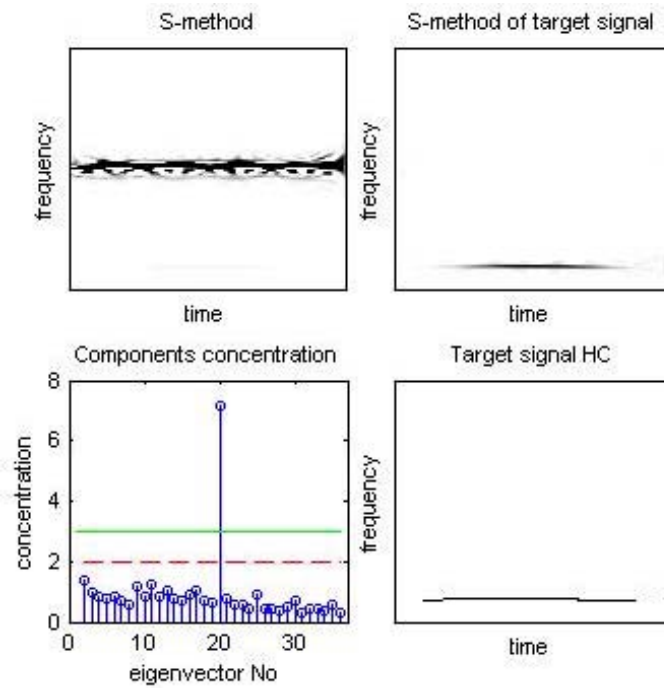 S-method
frequency
time
S-method of target signal
frequency
time
Components concentration
concentration
8
6
4
2
0
0 10 20 30
eigenvector No
Target signal HC
frequency
time